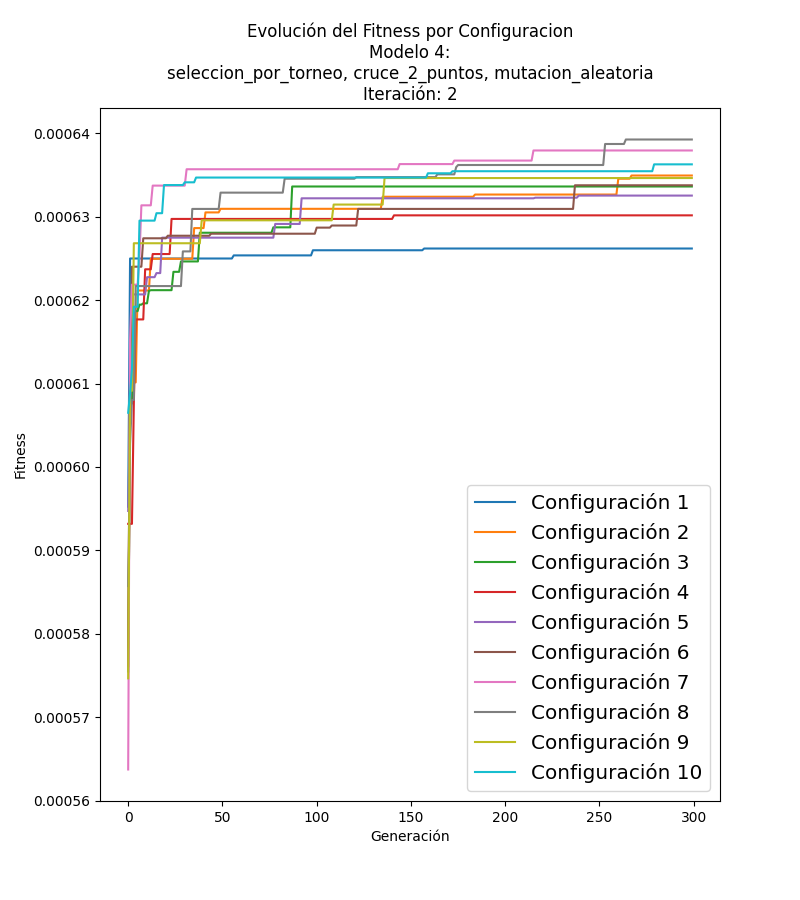 Evolución del Fitness por Configuracion
Modelo 4:
seleccion_por_torneo, cruce_2_puntos, mutacion_aleatoria
Iteración: 2
0.00064
0.00063
0.00062
0.00061
0.00060
0.00059
0.00058
0.00057
0.00056
Fitness
0 50 100 150 200 250 300
Generación
Configuración 1
Configuración 2
Configuración 3
Configuración 4
Configuración 5
Configuración 6
Configuración 7
Configuración 8
Configuración 9
Configuración 10